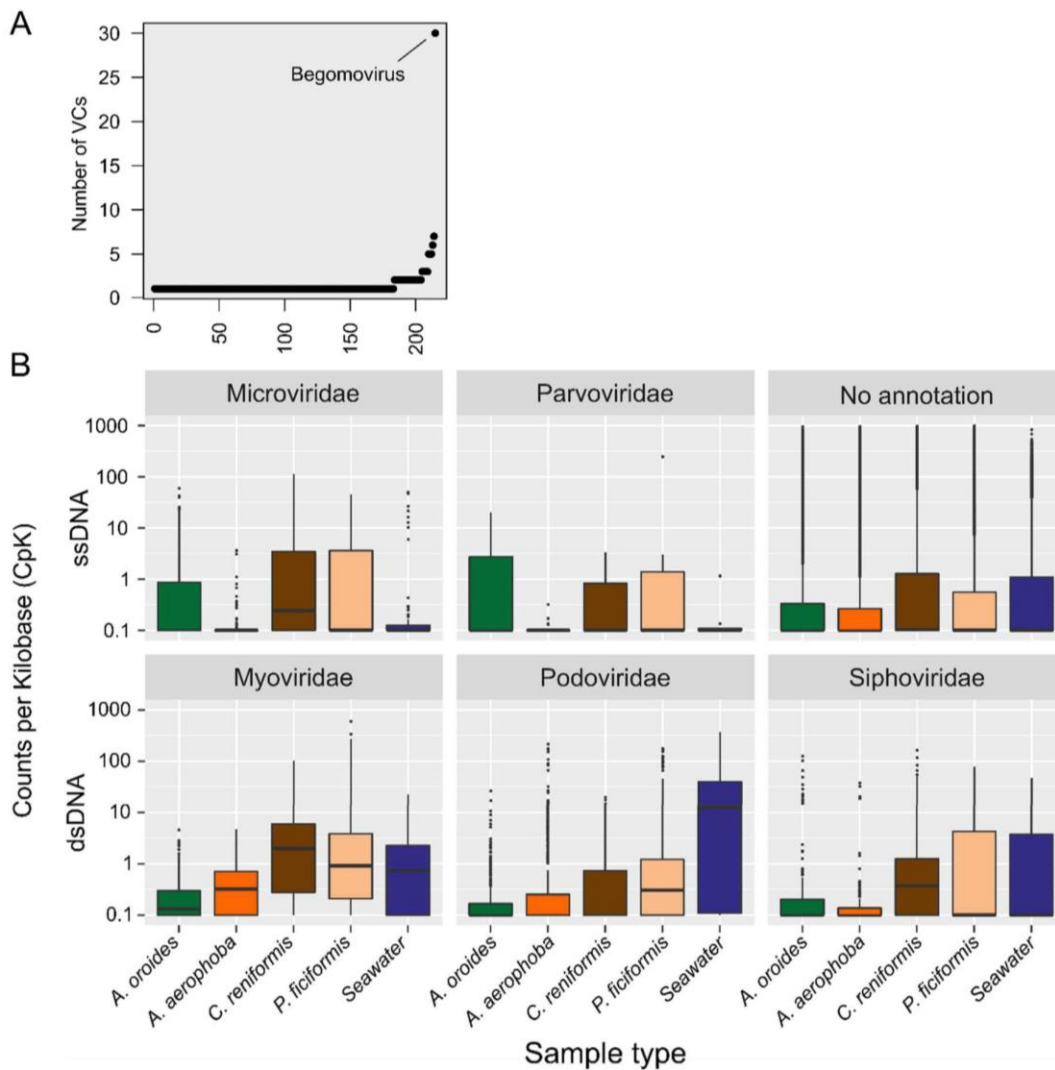 A
Number of VCs
30
25
20
15
10
5
0
Begomovirus
0
50
100
150
200
B
Counts per Kilobase (CpK)
ssDNA
dsDNA
Microviridae
Parvoviridae
No annotation
1000
100
10
1
0.1
Myoviridae
Podoviridae
Siphoviridae
1000
100
10
1
0.1
A. oroides
A. aerophoba
C. reniformis
P. ficiformis
Seawater
A. oroides
A. aerophoba
C. reniformis
P. ficiformis
Seawater
A. oroides
A. aerophoba
C. reniformis
P. ficiformis
Seawater
Sample type